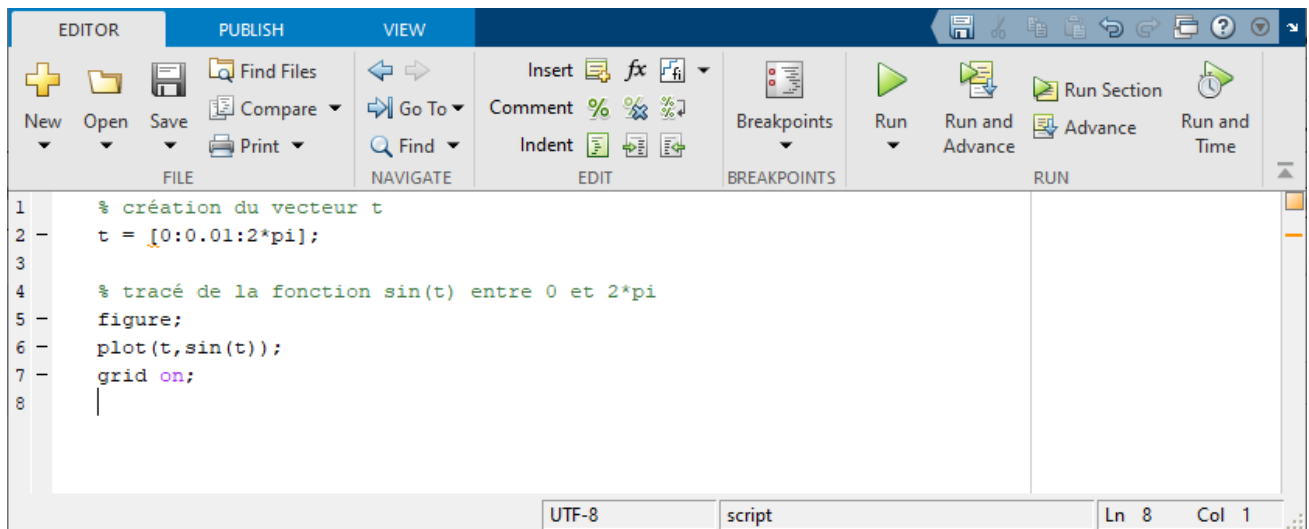 EDITOR PUBLISH VIEW
Find Files
Insert fx
Compare Go To Comment % Run Section
New Open Save Breakpoints Run Run and Advance Advance Run and Time
Print Find Indent
FILE NAVIGATE EDIT BREAKPOINTS RUN
1 % création du vecteur t
2 – t = [0:0.01:2*pi];
3
4 % tracé de la fonction sin(t) entre 0 et 2*pi
5 – figure;
6 – plot(t,sin(t));
7 – grid on;
8
UTF-8 script Ln 8 Col 1